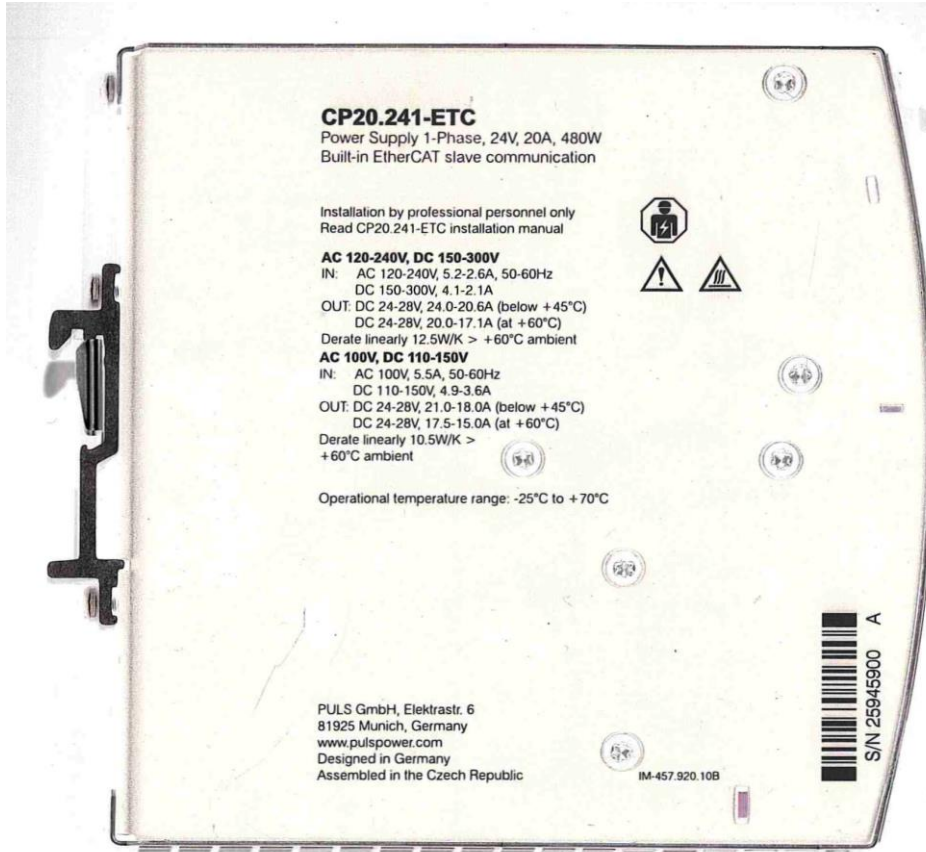 CP20.241-ETC
Power Supply 1-Phase, 24V, 20A, 480W
Built-in EtherCAT slave communication
Installation by professional personnel only
Read CP20.241-ETC installation manual
AC 120-240V, DC 150-300V
IN: AC 120-240V, 5.2-2.6A, 50-60Hz
DC 150-300V, 4.1-2.1A
OUT: DC 24-28V, 24.0-20.6A (below +45°C)
DC 24-28V, 20.0-17.1A (at +60°C)
Derate linearly 12.5W/K > +60°C ambient
AC 100V, DC 110-150V
IN: AC 100V, 5.5A, 50-60Hz
DC 110-150V, 4.9-3.6A
OUT: DC 24-28V, 21.0-18.0A (below +45°C)
DC 24-28V, 17.5-15.0A (at +60°C)
Derate linearly 10.5W/K >
+60°C ambient
Operational temperature range: -25°C to +70°C
PULS GmbH, Elektrastr. 6
81925 Munich, Germany
www.pulspower.com
Designed in Germany
Assembled in the Czech Republic
IM-457.920.10B
S/N 25945900 A